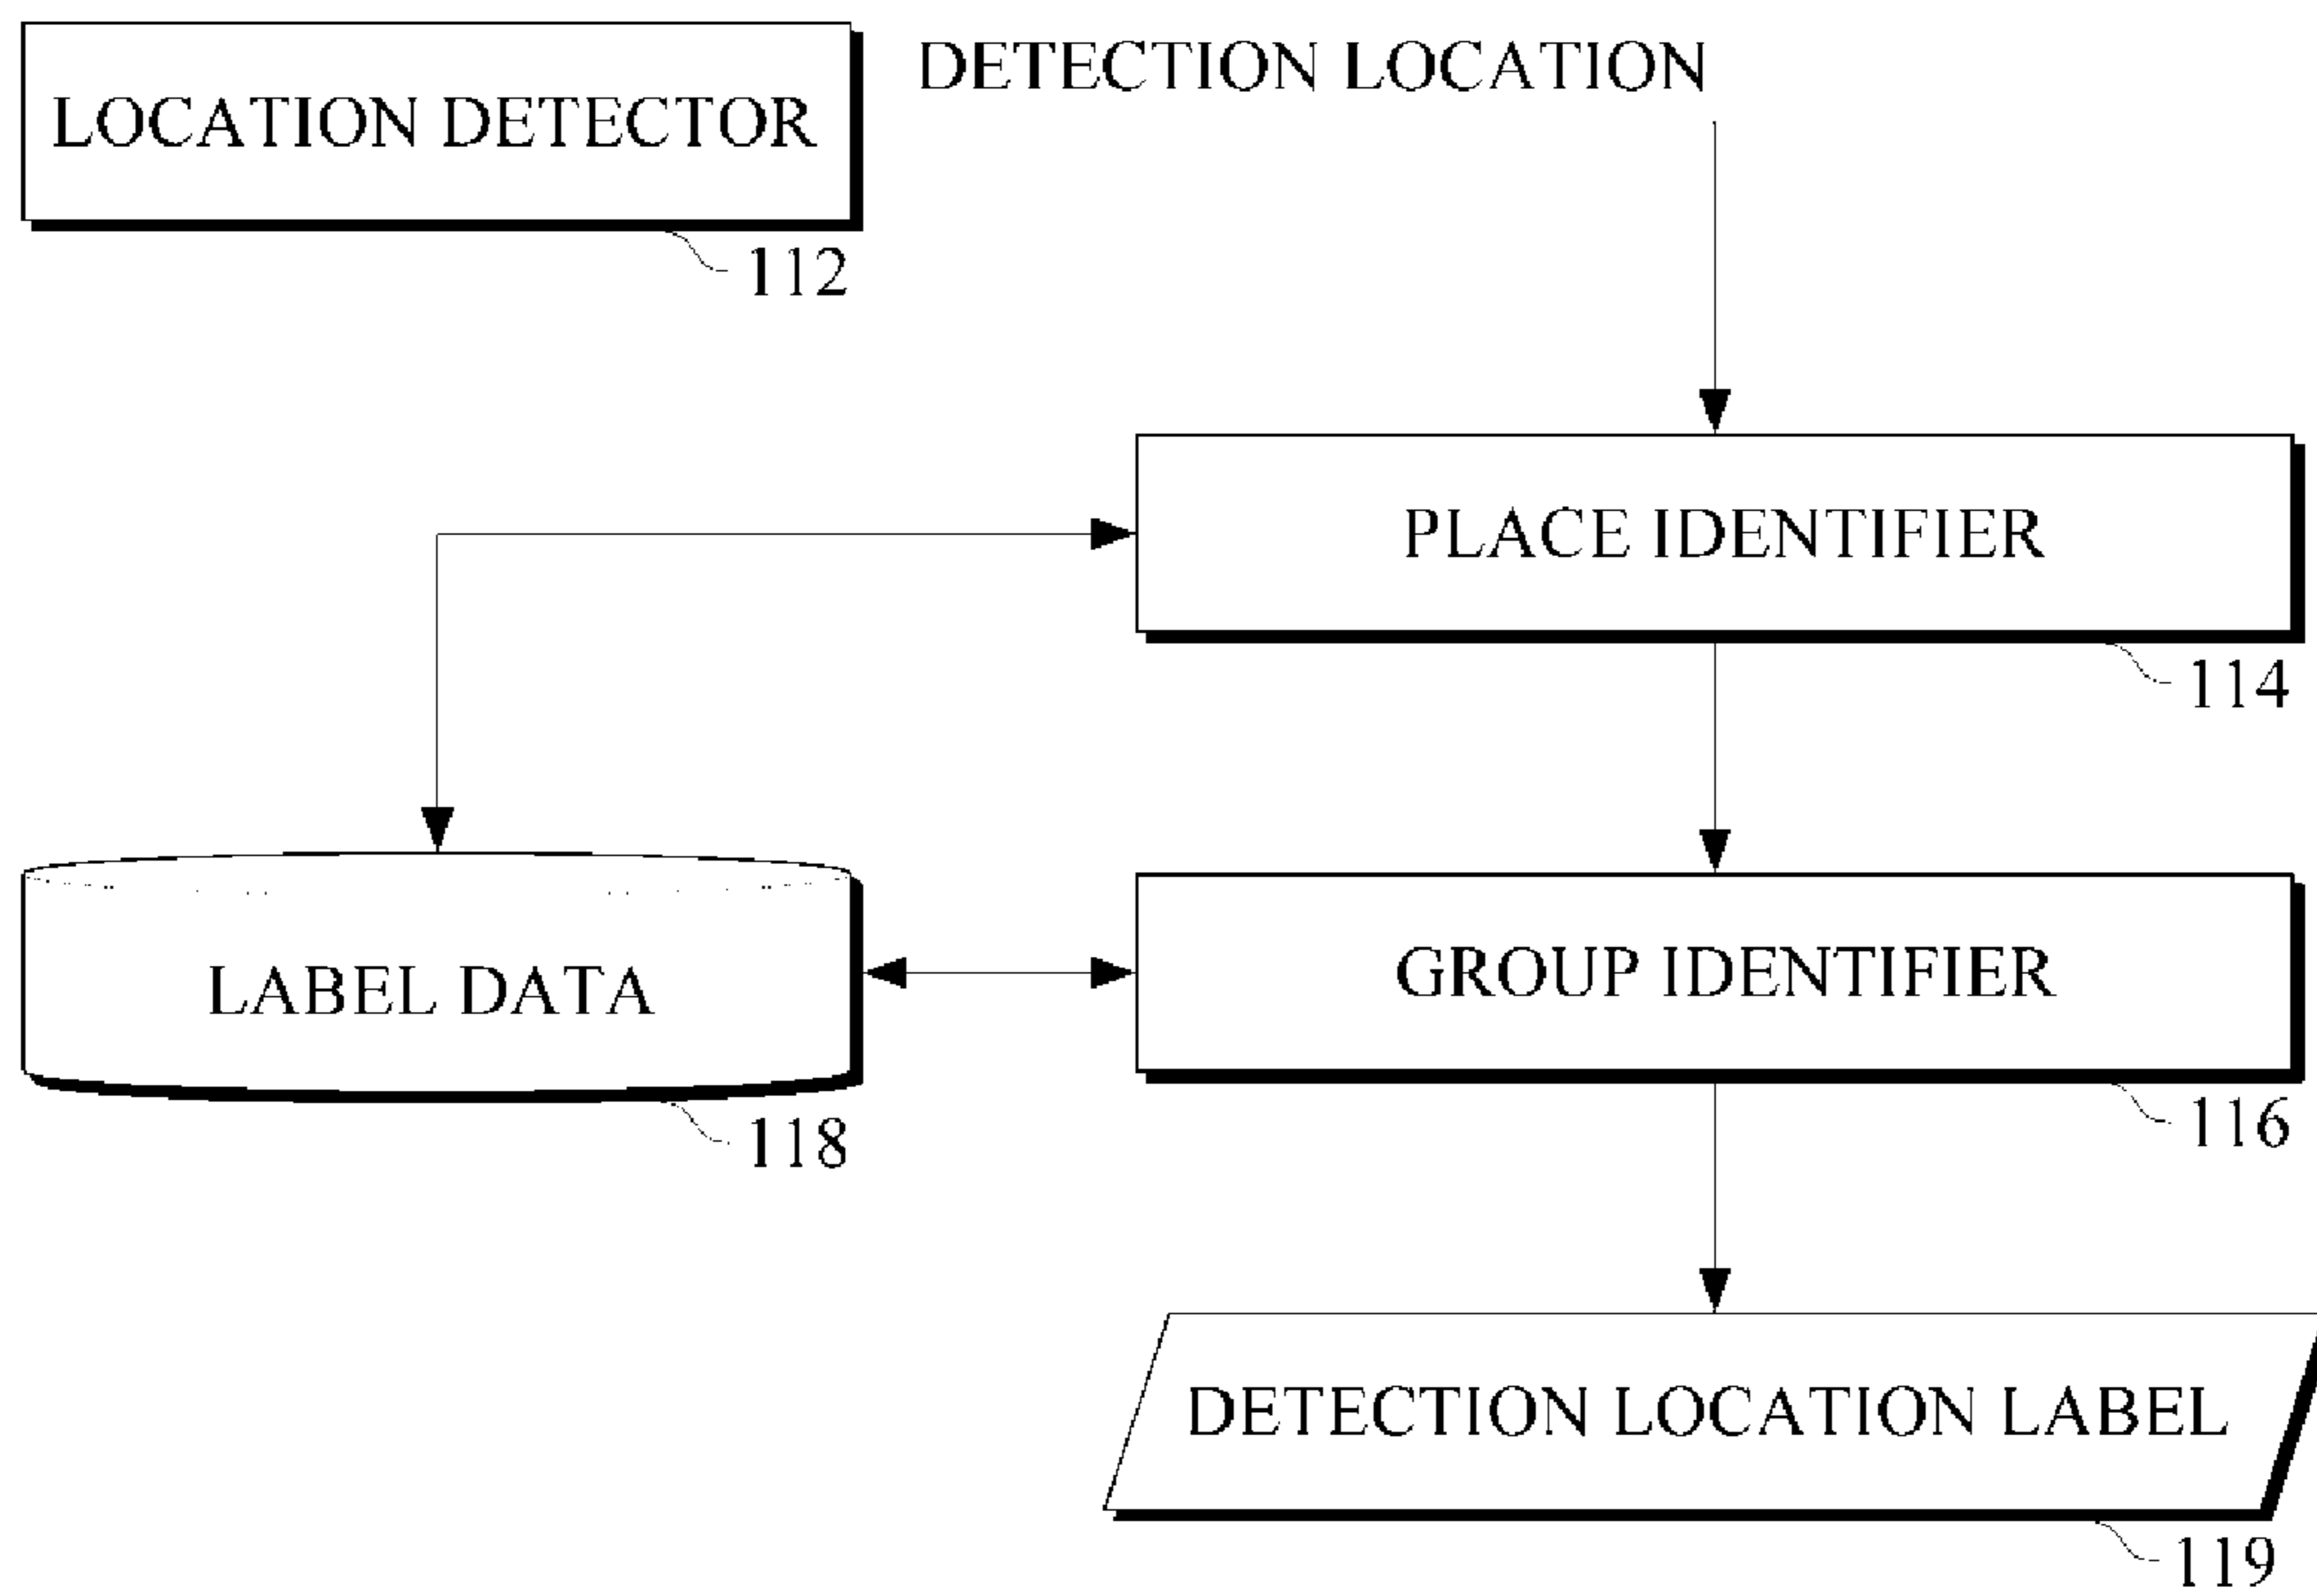 LOCATION DETECTOR
112
DETECTION LOCATION
PLACE IDENTIFIER
114
LABEL DATA
118
GROUP IDENTIFIER
116
DETECTION LOCATION LABEL
119